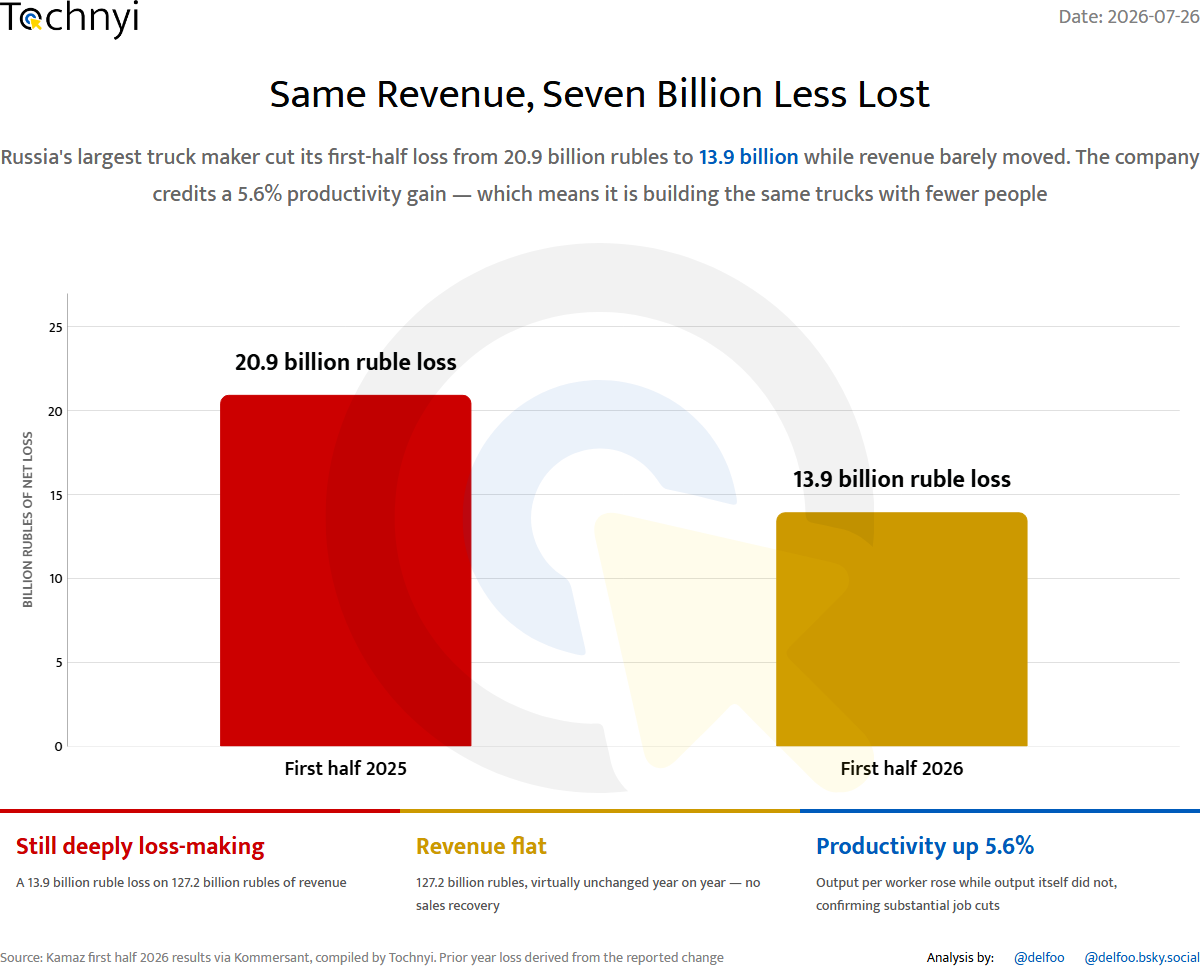 Tochnyi
Date: 2026-07-26
Same Revenue, Seven Billion Less Lost
Russia's largest truck maker cut its first-half loss from 20.9 billion rubles to 13.9 billion while revenue barely moved. The company
credits a 5.6% productivity gain — which means it is building the same trucks with fewer people
BILLION RUBLES OF NET LOSS
25
20
15
10
5
0
20.9 billion ruble loss
13.9 billion ruble loss
First half 2025
First half 2026
Still deeply loss-making
A 13.9 billion ruble loss on 127.2 billion rubles of revenue
Revenue flat
127.2 billion rubles, virtually unchanged year on year — no
sales recovery
Productivity up 5.6%
Output per worker rose while output itself did not,
confirming substantial job cuts
Source: Kamaz first half 2026 results via Kommersant, compiled by Tochnyi. Prior year loss derived from the reported change
Analysis by: @delfoo @delfoo.bsky.social